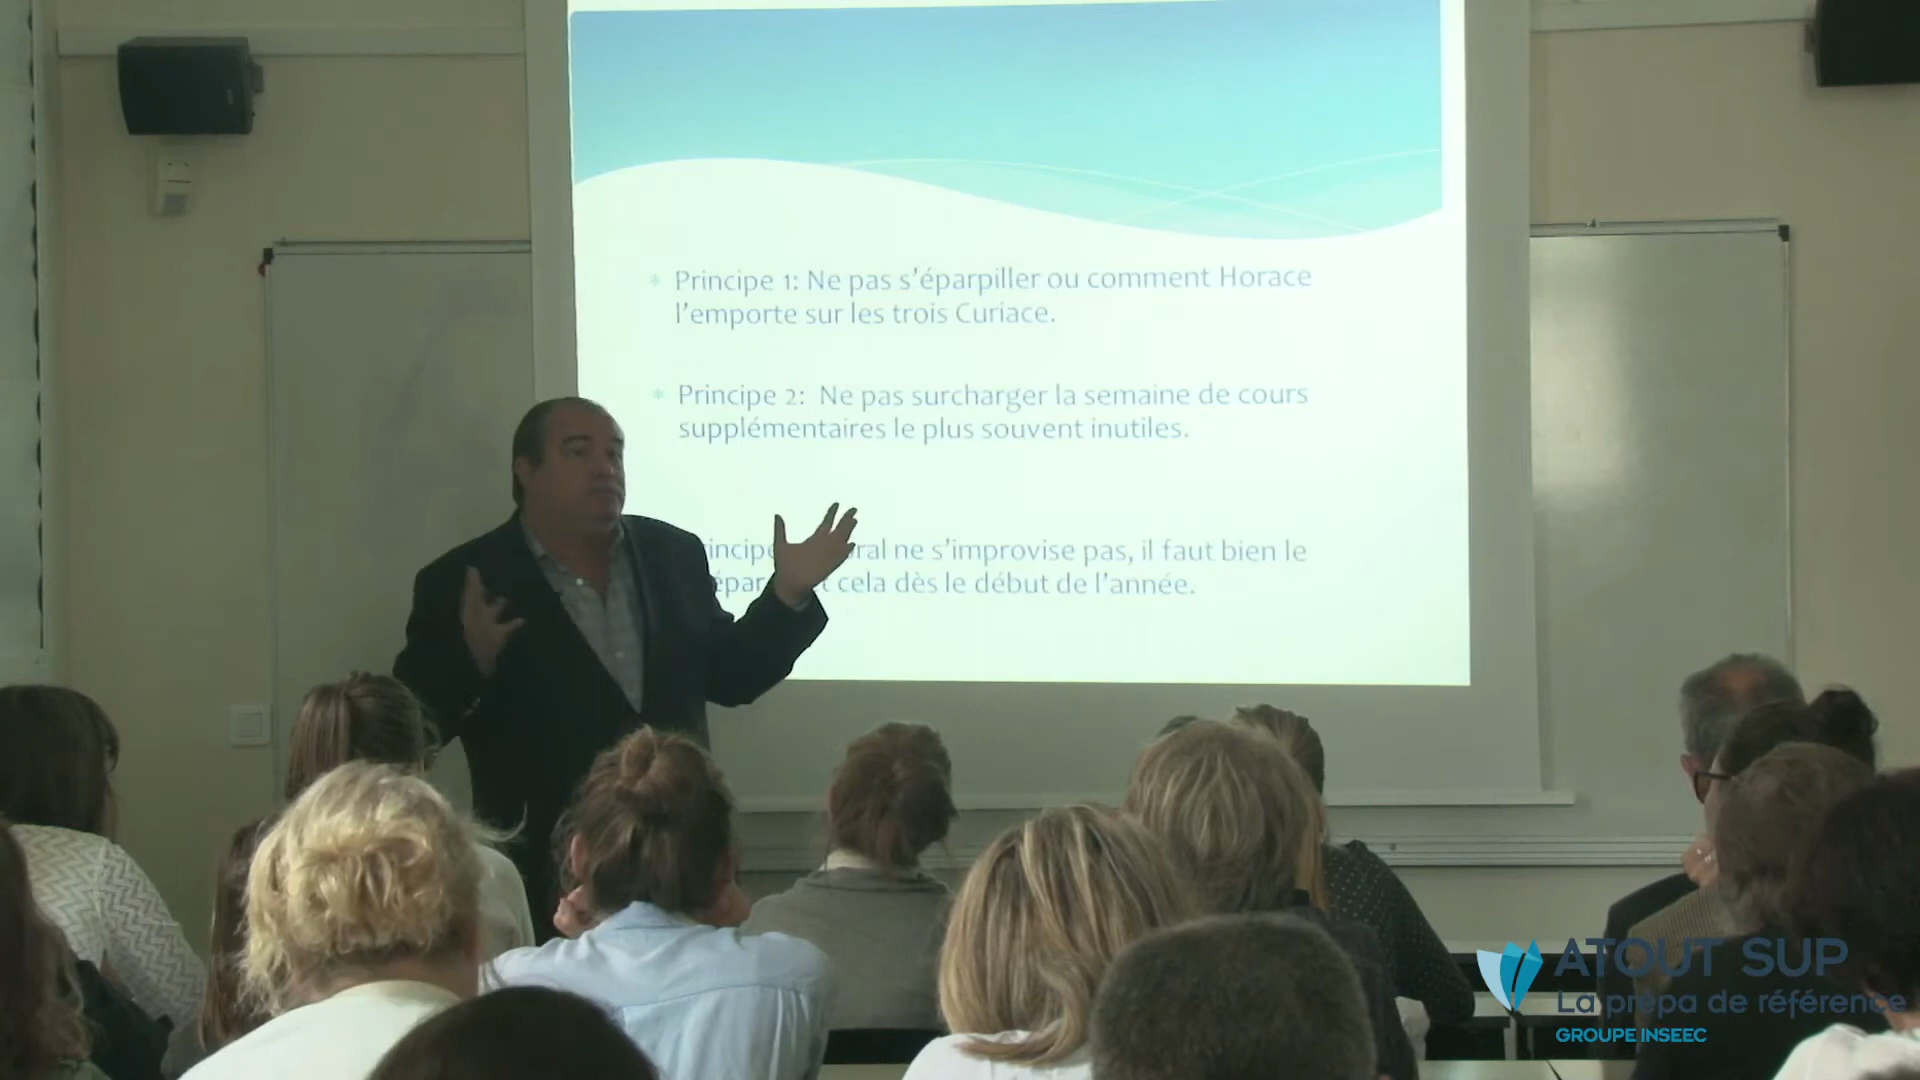 Principe 1: Ne pas s'éparpiller ou comment Horace
l'emporte sur les trois Curiace.
Principe 2: Ne pas surcharger la semaine de cours
supplémentaires le plus souvent inutiles.
ne s'improvise pas, il faut bien le
cela dès le début de l'année.
ATOUT SUP
La prépa de référence
GROUPE INSEEC